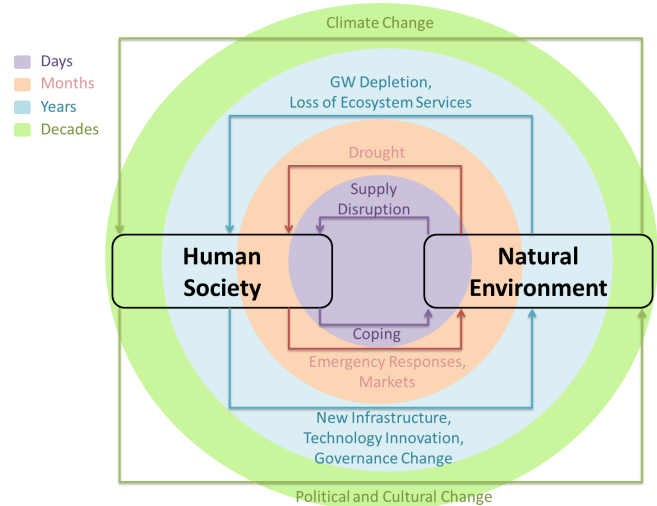 Climate Change
Days
Months
Years
Decades
GW Depletion,
Loss of Ecosystem Services
Drought
Supply
Disruption
Human
Society
Natural
Environment
Coping
Emergency Responses,
Markets
New Infrastructure,
Technology Innovation,
Governance Change
Political and Cultural Change